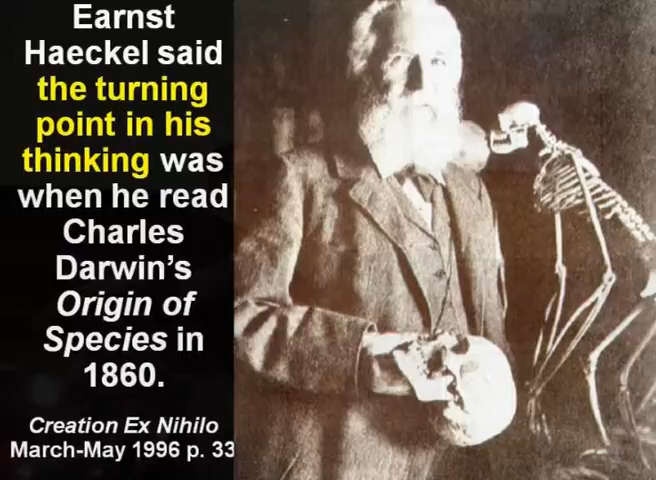 Earnst
Haeckel said
the turning
point in his
thinking was
when he read
Charles
Darwin’s
Origin of
Species in
1860.
Creation Ex Nihilo
March-May 1996 p. 33